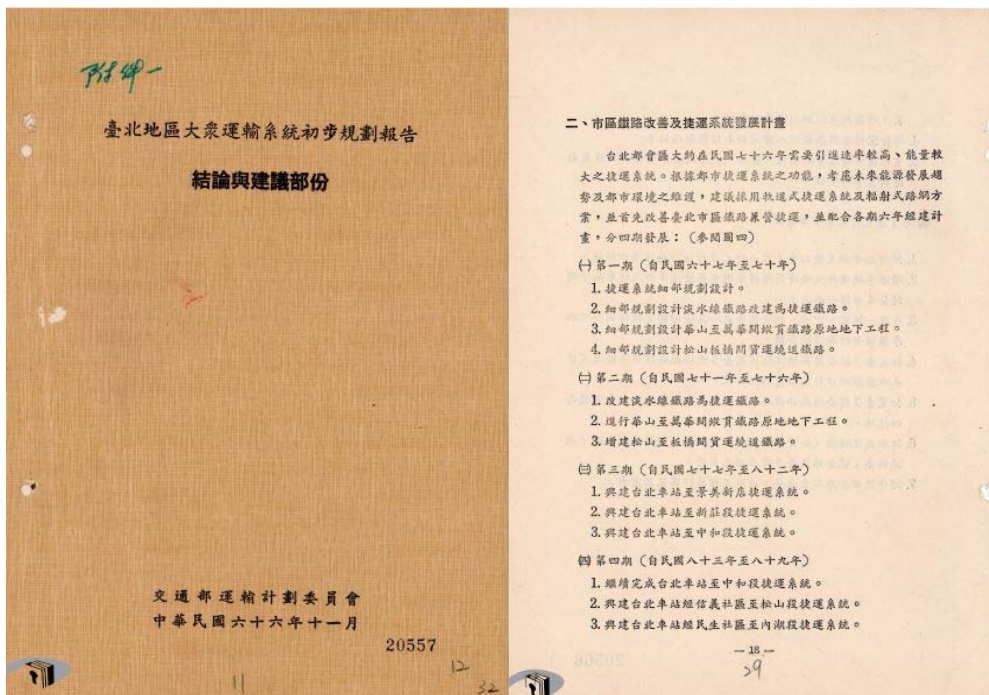 附件一
臺北地區大眾運輸系統初步規劃報告
結論與建議部份
交通部運輸計劃委員會
中華民國六十六年十一月
20557
11
12
32
二、市區鐵路改善及捷運系統發展計畫
台北都會區大約在民國七十六年需要引進速率較高、能量較
大之捷運系統。根據都市捷運系統之功能，考慮未來能源發展趨
勢及都市環境之維護，建議採用軌道式捷運系統及輻射式路網方
案，並首先改善臺北市區鐵路兼營捷運，並配合各期六年經建計
畫，分四期發展：（參閱圖四）
㈠第一期（自民國六十七年至七十年）
1.捷運系統細部規劃設計。
2.細部規劃設計淡水線鐵路改建為捷運鐵路。
3.細部規劃設計華山至萬華間縱貫鐵路原地地下工程。
4.細部規劃設計松山板橋間貨運繞道鐵路。
㈡第二期（自民國七十一年至七十六年）
1.改建淡水線鐵路為捷運鐵路。
2.進行華山至萬華間縱貫鐵路原地地下工程。
3.增建松山至板橋間貨運繞道鐵路。
㈢第三期（自民國七十七年至八十二年）
1.興建台北車站至景美新店捷運系統。
2.興建台北車站至新莊段捷運系統。
3.興建台北車站至中和段捷運系統。
㈣第四期（自民國八十三年至八十九年）
1.繼續完成台北車站至中和段捷運系統。
2.興建台北車站經信義社區至松山段捷運系統。
3.興建台北車站經民生社區至內湖段捷運系統。
—18—
29